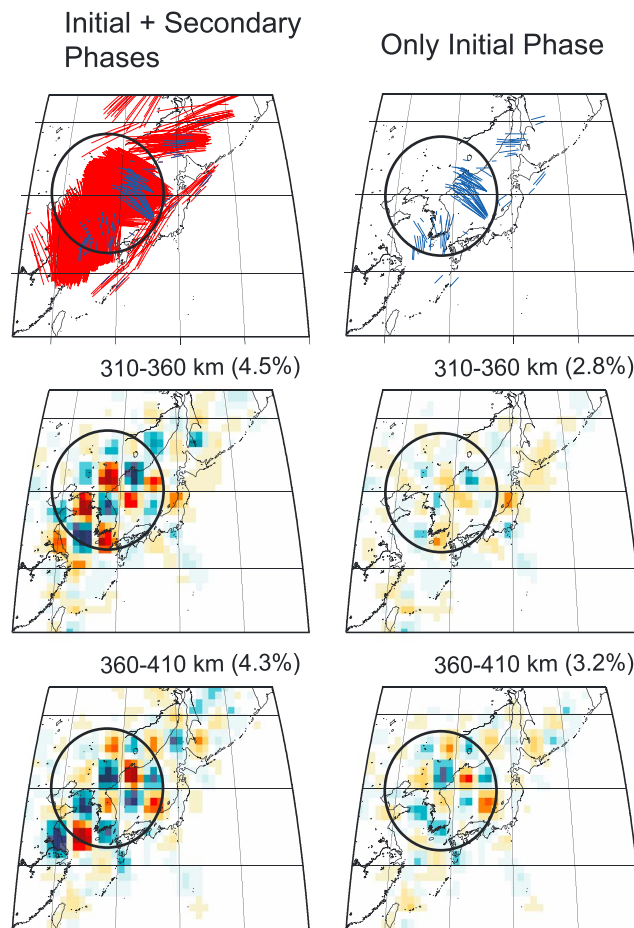 Initial + Secondary
Phases
Only Initial Phase
310-360 km (4.5%)
310-360 km (2.8%)
360-410 km (4.3%)
360-410 km (3.2%)